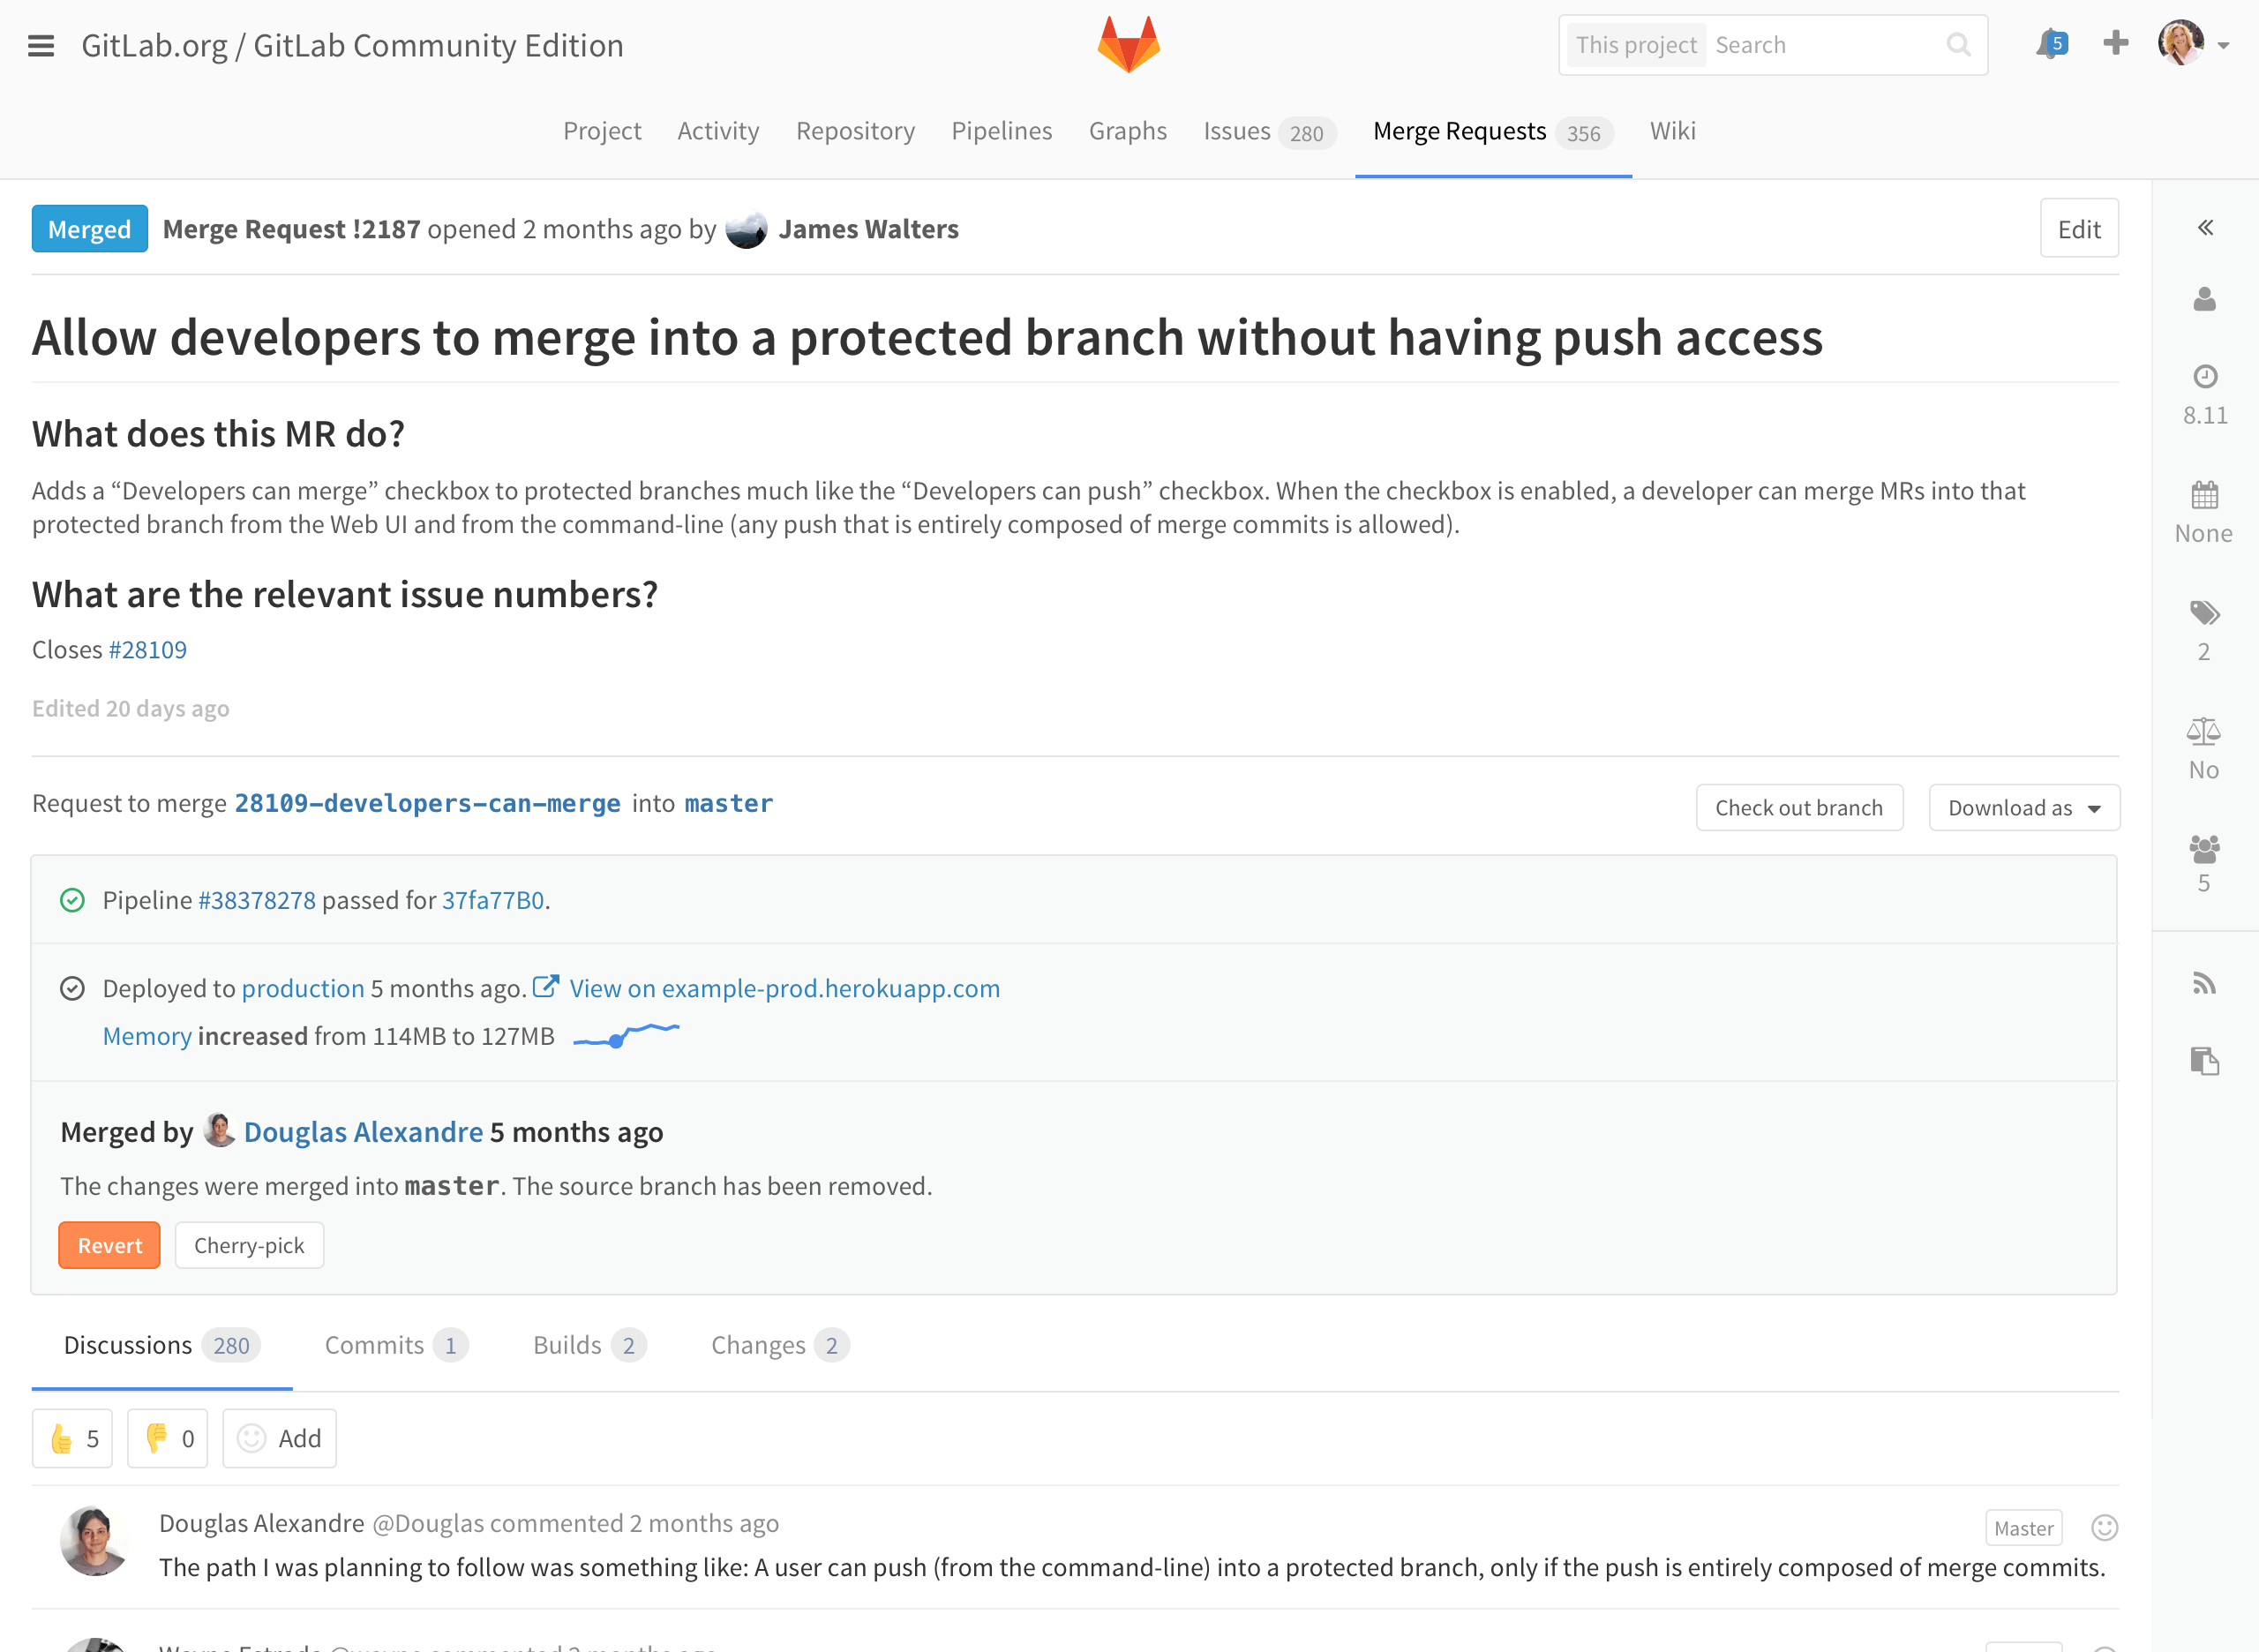 GitLab.org / GitLab Community Edition
This project Search
5
Project Activity Repository Pipelines Graphs Issues 280 Merge Requests 356 Wiki
Merged Merge Request !2187 opened 2 months ago by James Walters
Edit
Allow developers to merge into a protected branch without having push access
What does this MR do?
Adds a “Developers can merge” checkbox to protected branches much like the “Developers can push” checkbox. When the checkbox is enabled, a developer can merge MRs into that
protected branch from the Web UI and from the command-line (any push that is entirely composed of merge commits is allowed).
What are the relevant issue numbers?
Closes #28109
Edited 20 days ago
Request to merge 28109-developers-can-merge into master
Check out branch
Download as
Pipeline #38378278 passed for 37fa77B0.
Deployed to production 5 months ago. View on example-prod.herokuapp.com
Memory increased from 114MB to 127MB
Merged by Douglas Alexandre 5 months ago
The changes were merged into master. The source branch has been removed.
Revert Cherry-pick
Discussions 280 Commits 1 Builds 2 Changes 2
5 0 Add
Douglas Alexandre @Douglas commented 2 months ago
Master
The path I was planning to follow was something like: A user can push (from the command-line) into a protected branch, only if the push is entirely composed of merge commits.
8.11
None
2
No
5